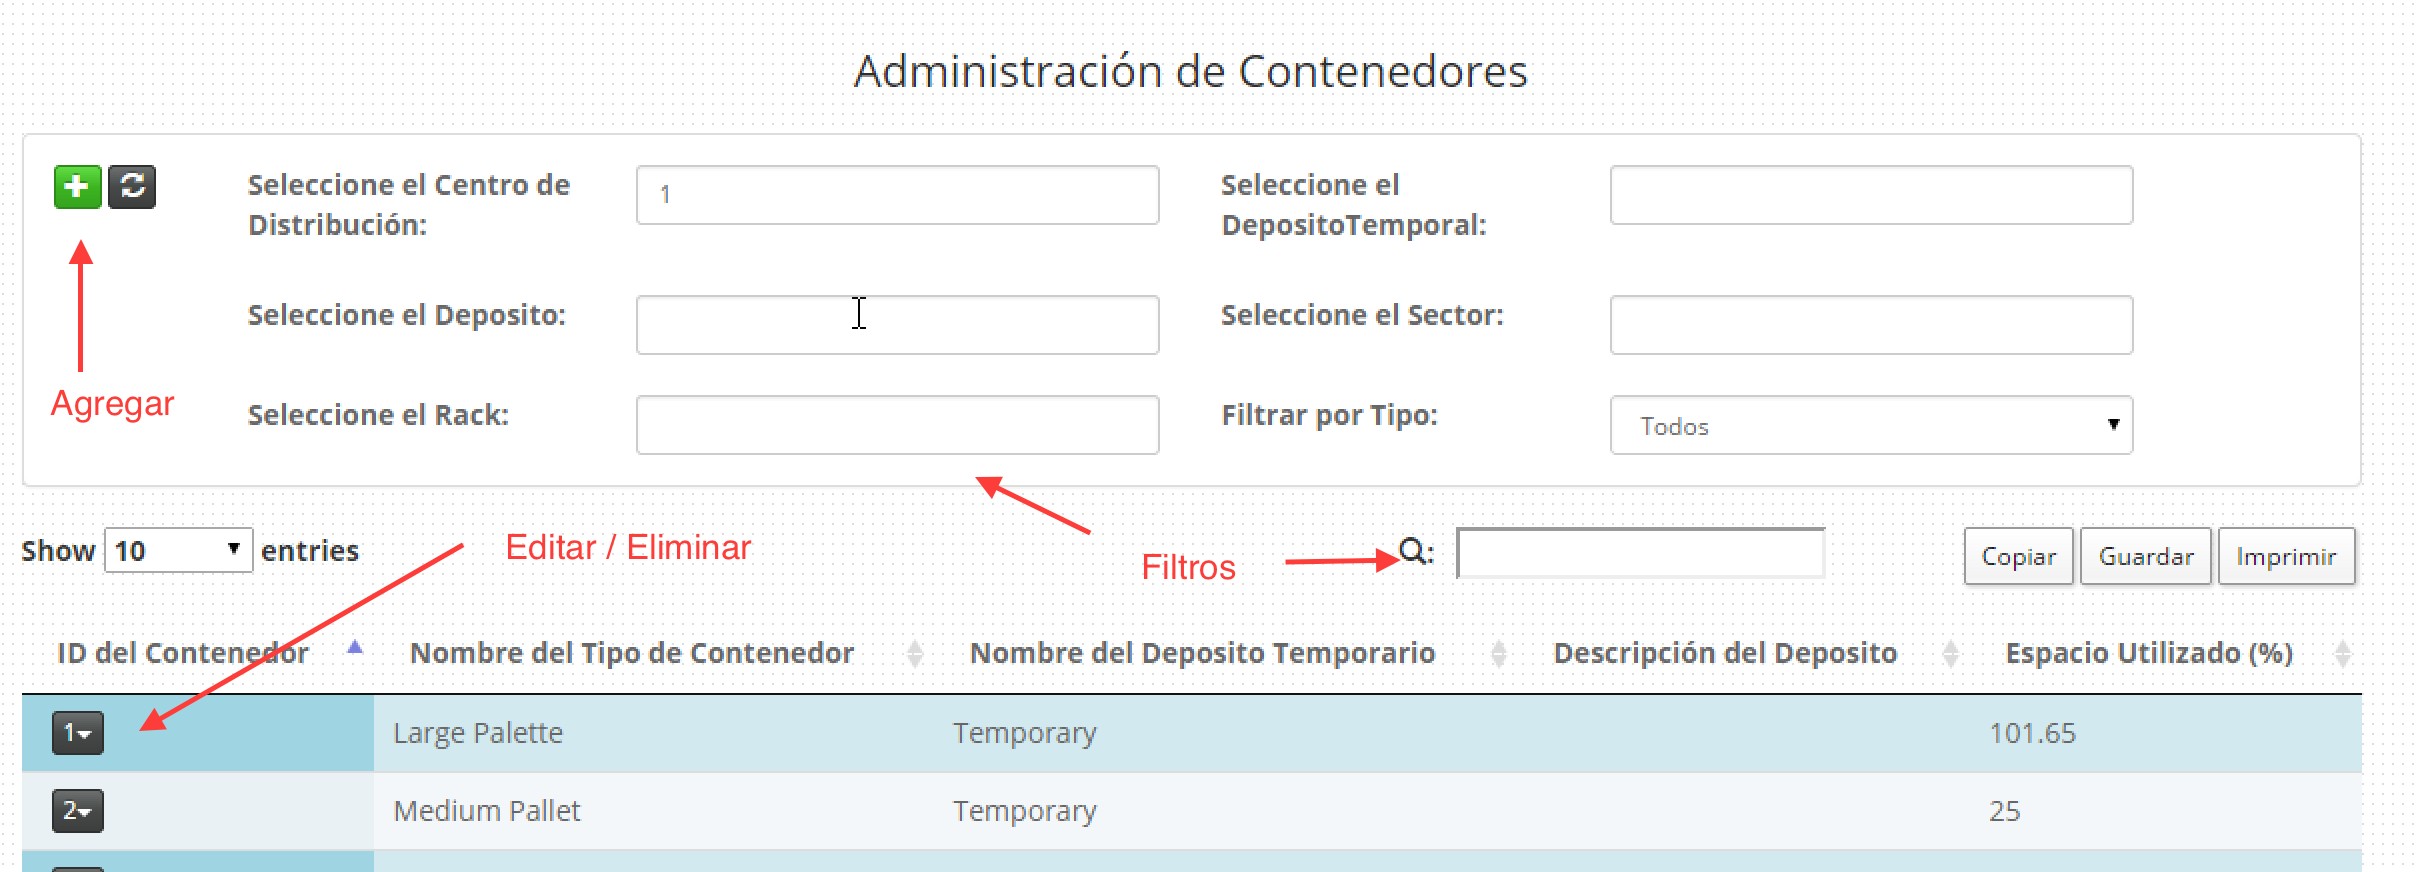 Administración de Contenedores
Seleccione el Centro de Distribución:
1
Seleccione el DepositoTemporal:
Seleccione el Deposito:
Seleccione el Sector:
Agregar
Seleccione el Rack:
Filtrar por Tipo:
Todos
Show 10 entries
Editar / Eliminar
Filtros
:
Copiar
Guardar
Imprimir
ID del Contenedor
Nombre del Tipo de Contenedor
Nombre del Deposito Temporario
Descripción del Deposito
Espacio Utilizado (%)
1
Large Palette
Temporary
101.65
2
Medium Pallet
Temporary
25